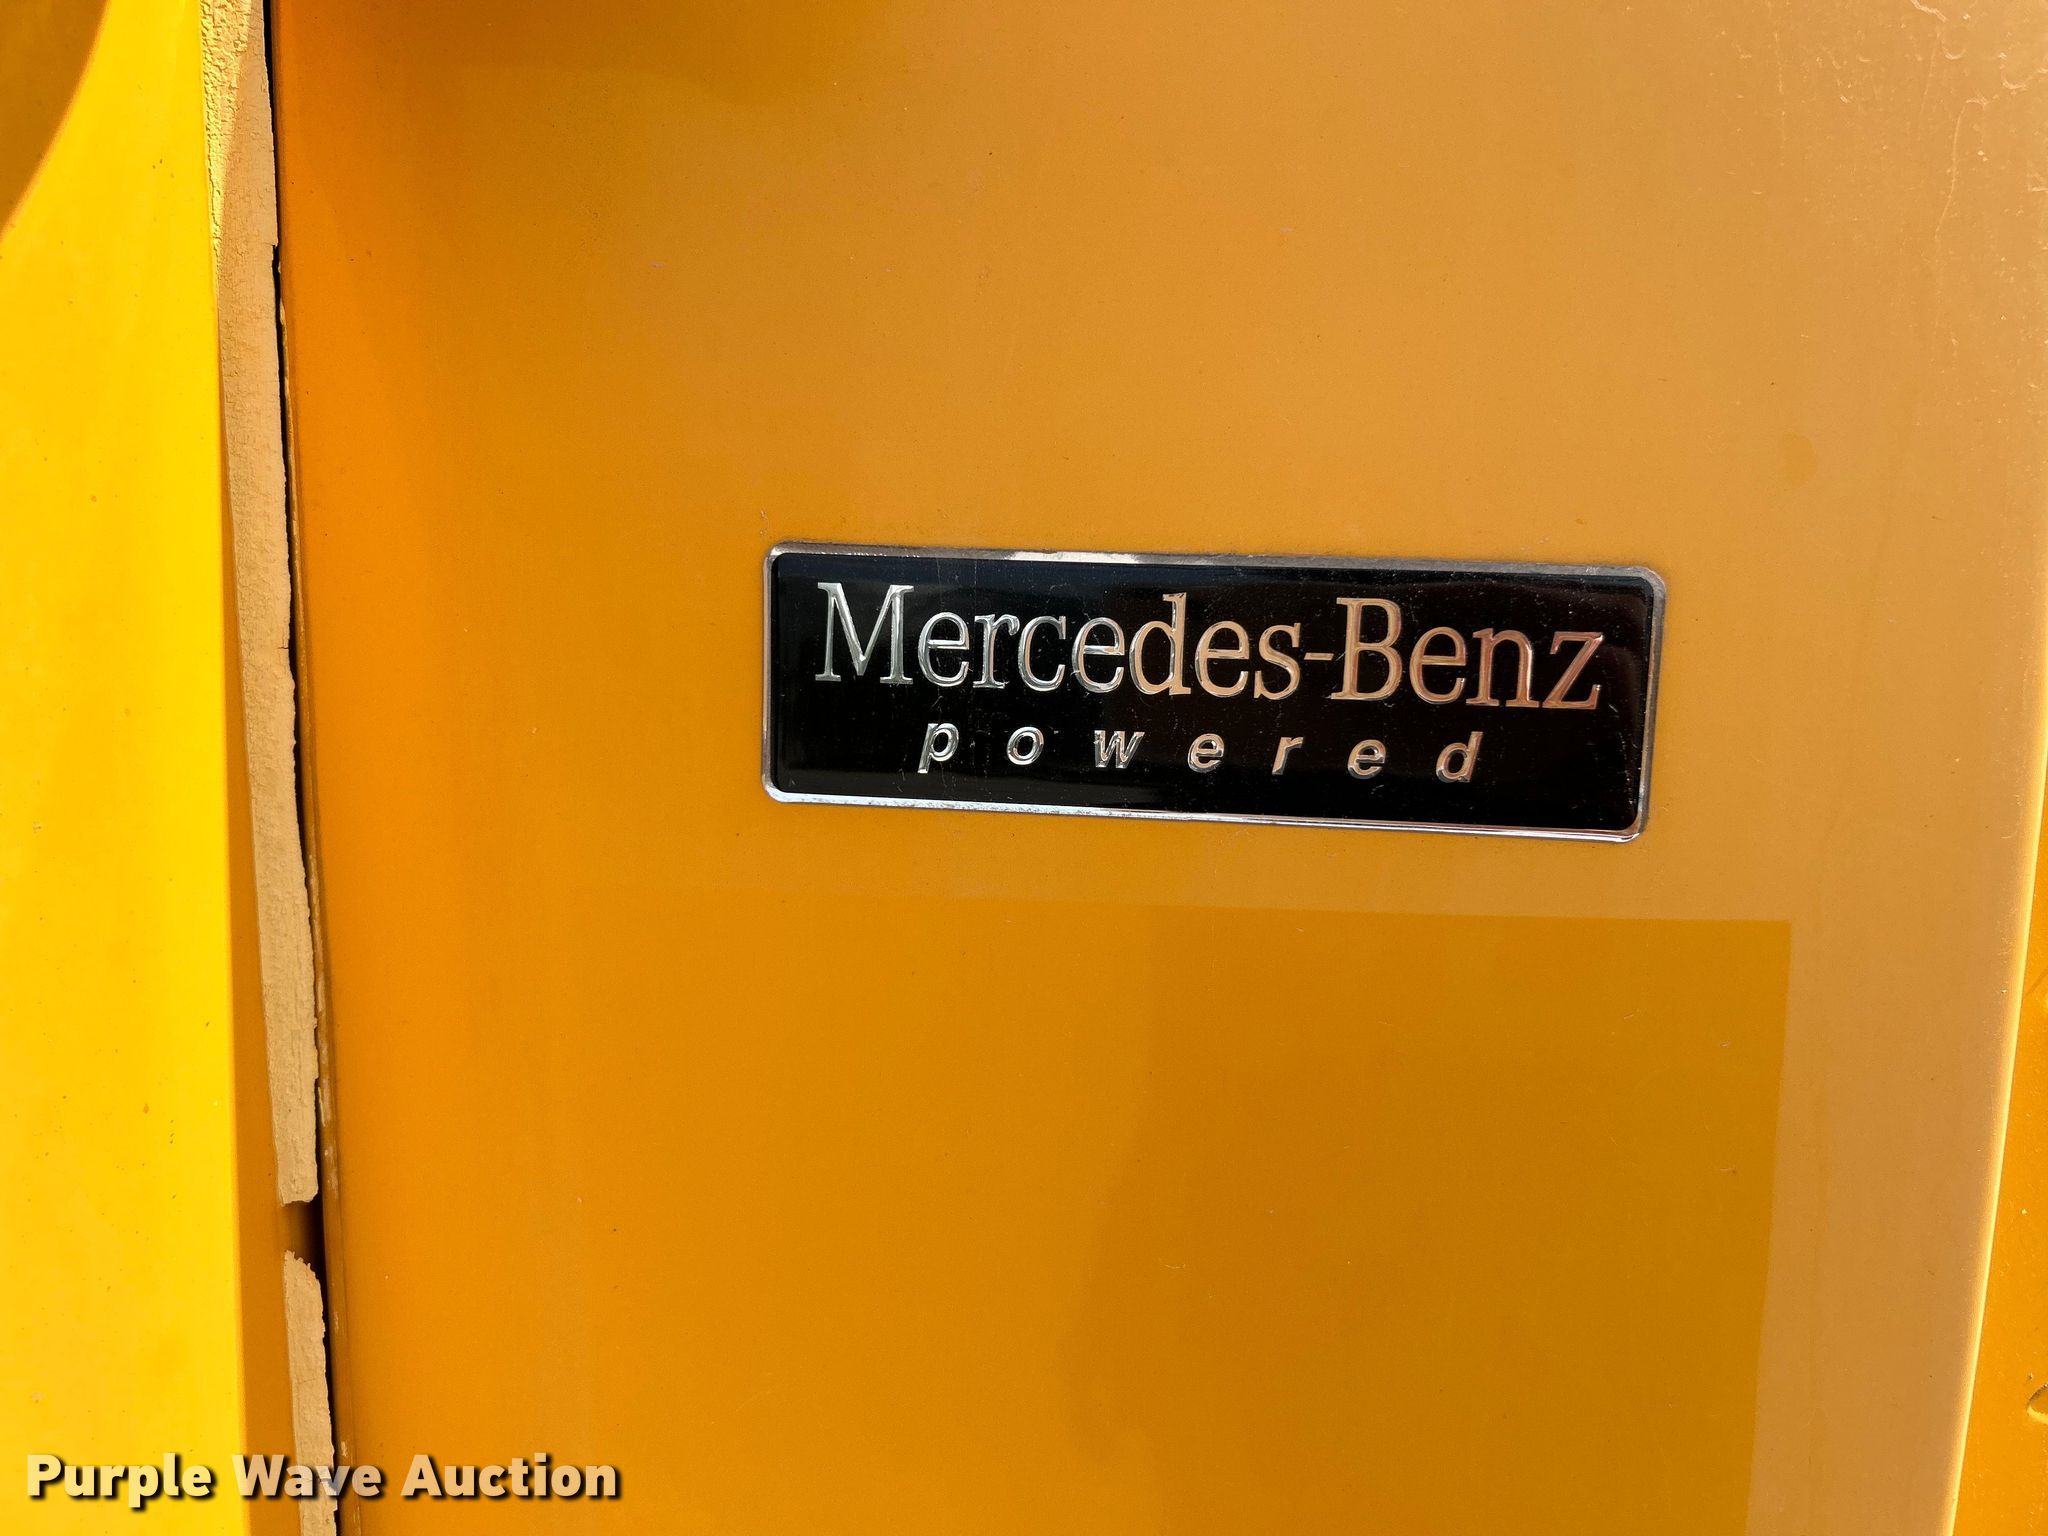 Mercedes-Benz
powered
Purple Wave Auction